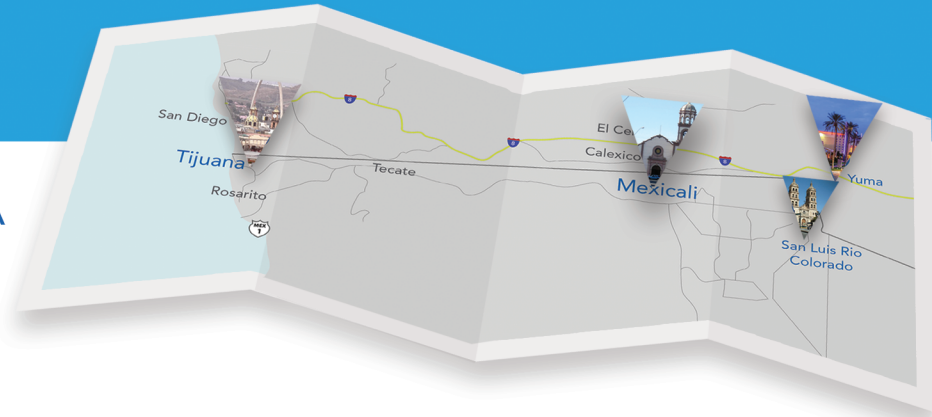 San Diego
Tijuana
Rosarito
MEX
1
Tecate
8
8
El Ce
Calexico
8
Mexicali
Yuma
San Luis Rio
Colorado
A